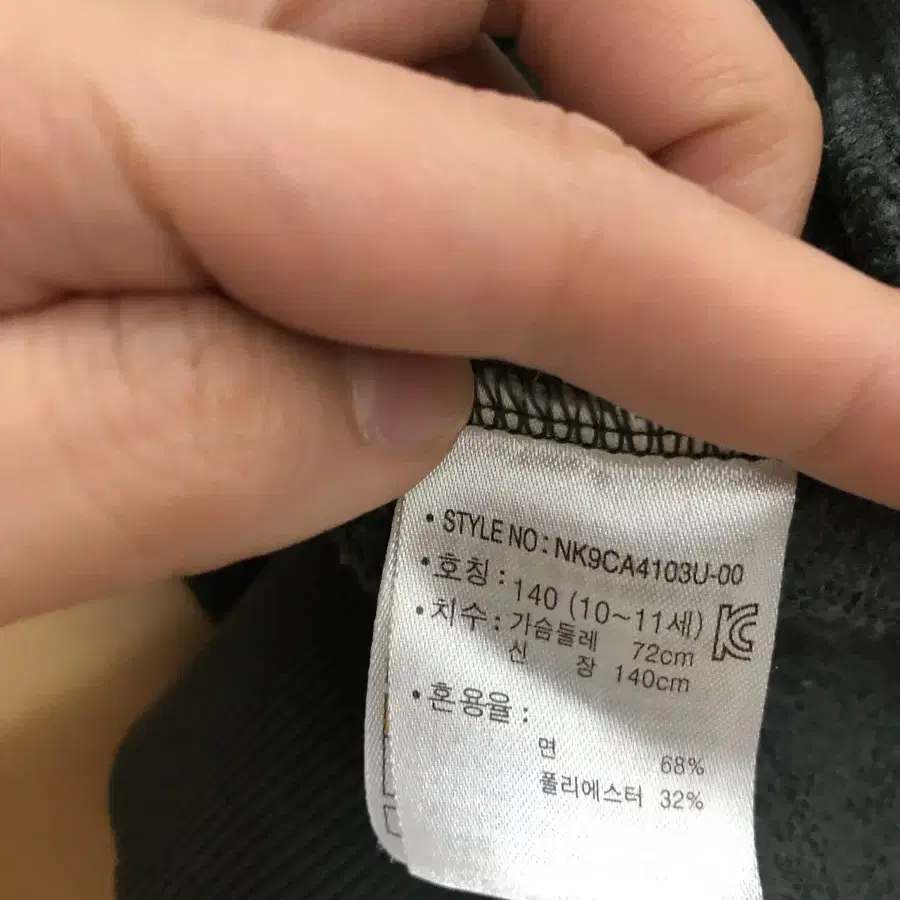 • STYLE NO : NK9CA4103U-00
• 호칭 : 140 (10~11세)
• 치수 : 가슴둘레 72cm
신 장 140cm
• 혼용율 :
면 68%
폴리에스터 32%